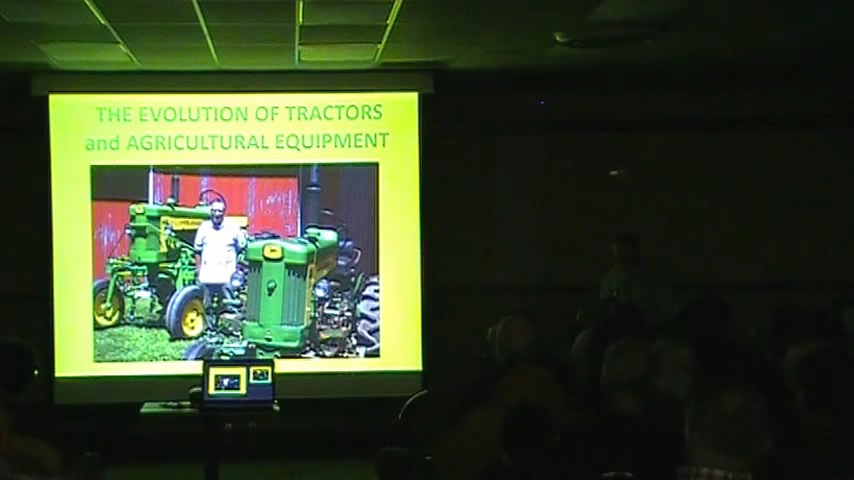 THE EVOLUTION OF TRACTORS
and AGRICULTURAL EQUIPMENT